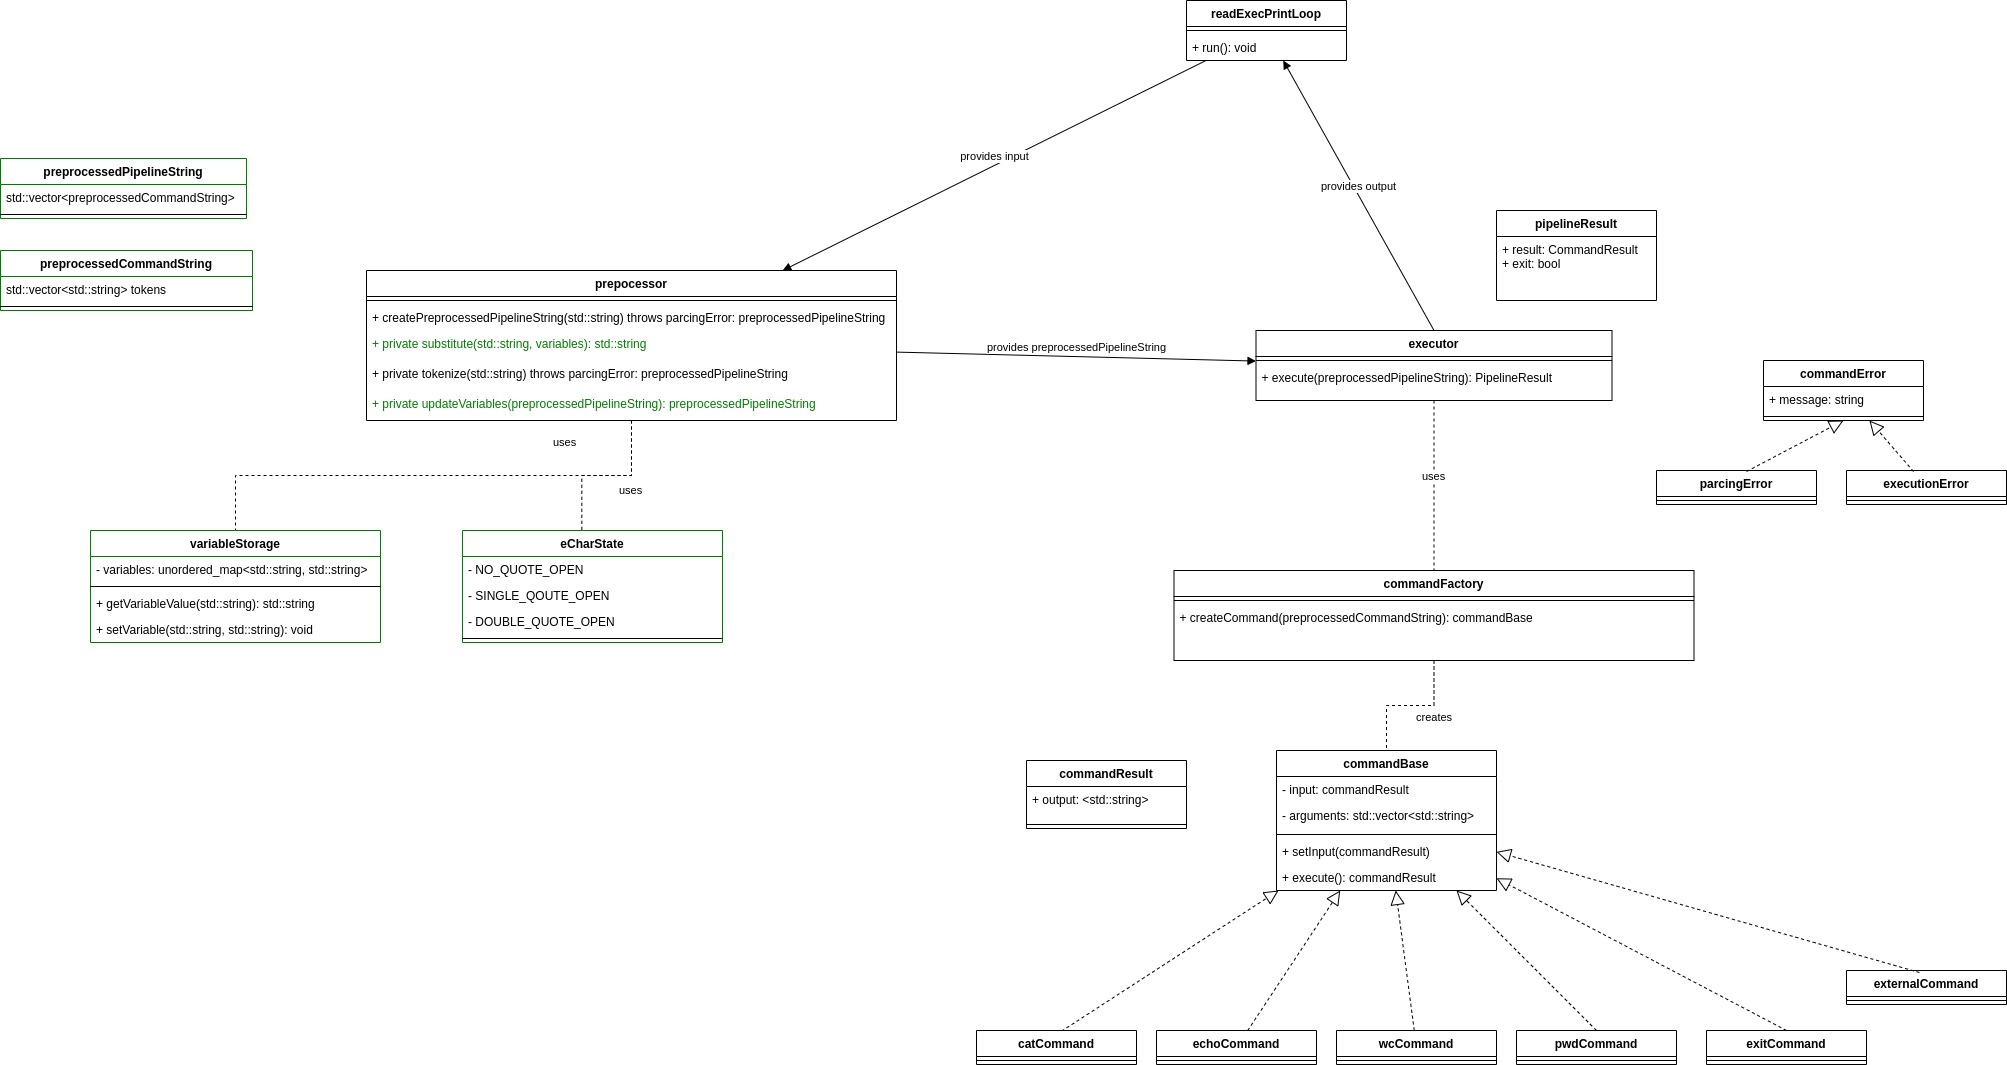 readExecPrintLoop
+ run(): void
provides input
provides output
preprocessedPipelineString
std::vector<preprocessedCommandString>
preprocessedCommandString
std::vector<std::string> tokens
pipelineResult
+ result: CommandResult
+ exit: bool
prepocessor
+ createPreprocessedPipelineString(std::string) throws parcingError: preprocessedPipelineString
+ private substitute(std::string, variables): std::string
+ private tokenize(std::string) throws parcingError: preprocessedPipelineString
+ private updateVariables(preprocessedPipelineString): preprocessedPipelineString
provides preprocessedPipelineString
executor
+ execute(preprocessedPipelineString): PipelineResult
commandError
+ message: string
parcingError
executionError
uses
uses
uses
variableStorage
- variables: unordered_map<std::string, std::string>
+ getVariableValue(std::string): std::string
+ setVariable(std::string, std::string): void
eCharState
- NO_QUOTE_OPEN
- SINGLE_QOUTE_OPEN
- DOUBLE_QUOTE_OPEN
commandFactory
+ createCommand(preprocessedCommandString): commandBase
creates
commandResult
+ output: <std::string>
commandBase
- input: commandResult
- arguments: std::vector<std::string>
+ setInput(commandResult)
+ execute(): commandResult
externalCommand
catCommand
echoCommand
wcCommand
pwdCommand
exitCommand